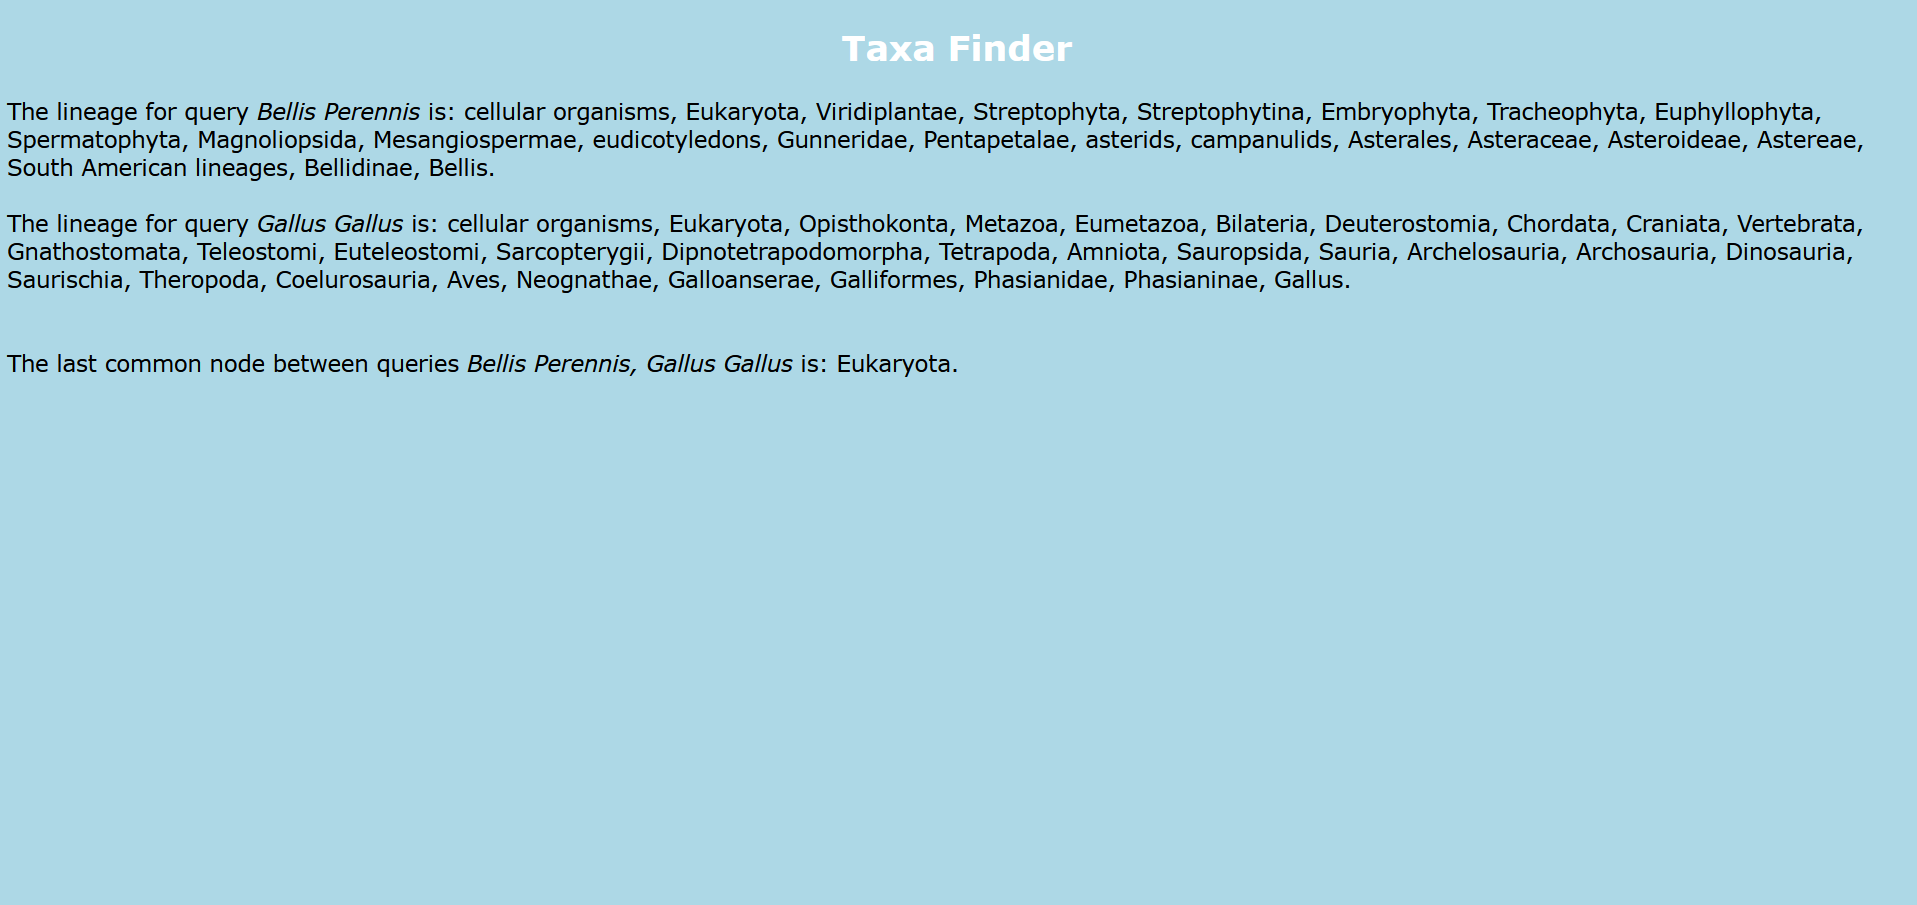 Taxa Finder
The lineage for query Bellis Perennis is: cellular organisms, Eukaryota, Viridiplantae, Streptophyta, Streptophytina, Embryophyta, Tracheophyta, Euphyllophyta,
Spermatophyta, Magnoliopsida, Mesangiospermae, eudicotyledons, Gunneridae, Pentapetalae, asterids, campanulids, Asterales, Asteraceae, Asteroideae, Astereae,
South American lineages, Bellidinae, Bellis.
The lineage for query Gallus Gallus is: cellular organisms, Eukaryota, Opisthokonta, Metazoa, Eumetazoa, Bilateria, Deuterostomia, Chordata, Craniata, Vertebrata,
Gnathostomata, Teleostomi, Euteleostomi, Sarcopterygii, Dipnotetrapodomorpha, Tetrapoda, Amniota, Sauropsida, Sauria, Archelosauria, Archosauria, Dinosauria,
Saurischia, Theropoda, Coelurosauria, Aves, Neognathae, Galloanserae, Galliformes, Phasianidae, Phasianinae, Gallus.
The last common node between queries Bellis Perennis, Gallus Gallus is: Eukaryota.